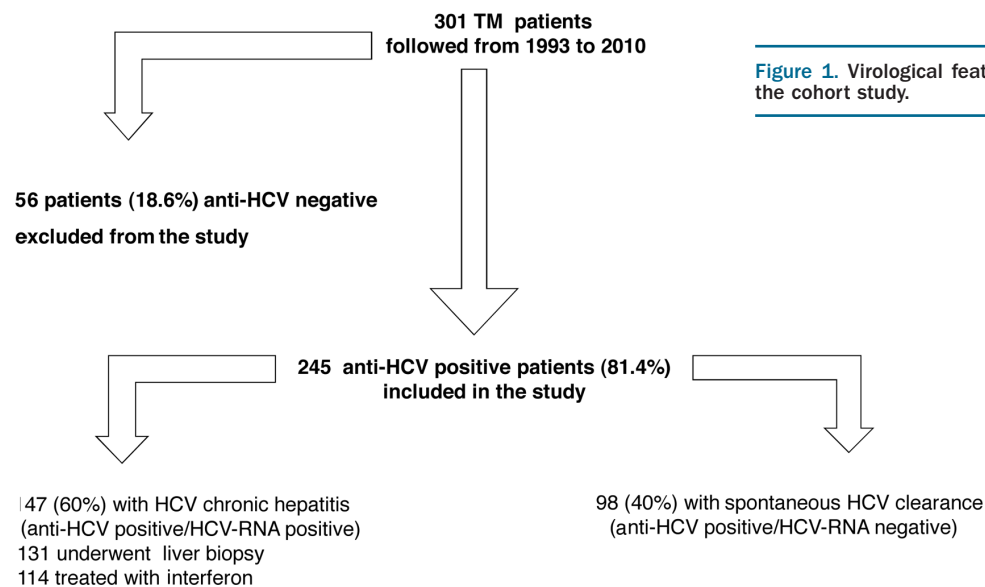 301 TM patients
followed from 1993 to 2010
Figure 1. Virological feat
the cohort study.
56 patients (18.6%) anti-HCV negative
excluded from the study
245 anti-HCV positive patients (81.4%)
included in the study
147 (60%) with HCV chronic hepatitis
(anti-HCV positive/HCV-RNA positive)
131 underwent liver biopsy
114 treated with interferon
98 (40%) with spontaneous HCV clearance
(anti-HCV positive/HCV-RNA negative)